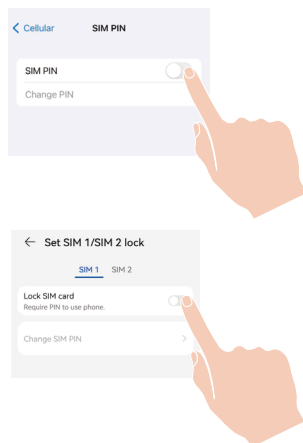 Cellular SIM PIN
SIM PIN
Change PIN
Set SIM 1/SIM 2 lock
SIM 1 SIM 2
Lock SIM card
Require PIN to use phone.
Change SIM PIN